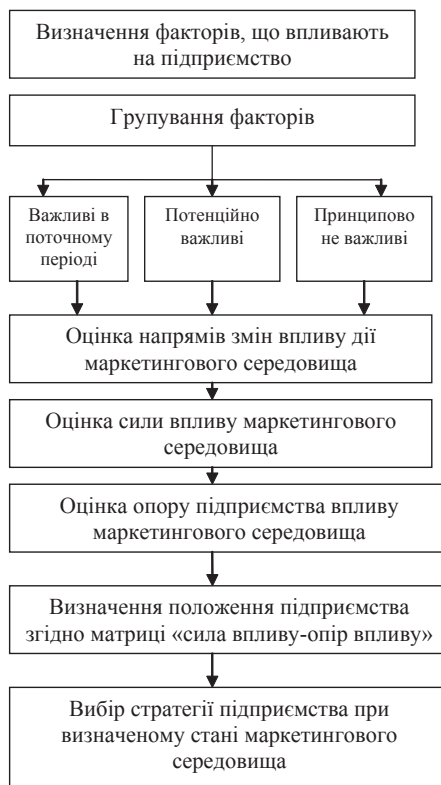 Визначення факторів, що впливають
на підприємство
Групування факторів
Важливі в
поточному
періоді
Потенційно
важливі
Принципово
не важливі
Оцінка напрямів змін впливу дії
маркетингового середовища
Оцінка сили впливу маркетингового
середовища
Оцінка опору підприємства впливу
маркетингового середовища
Визначення положення підприємства
згідно матриці «сила впливу-опір впливу»
Вибір стратегії підприємства при
визначеному стані маркетингового
середовища